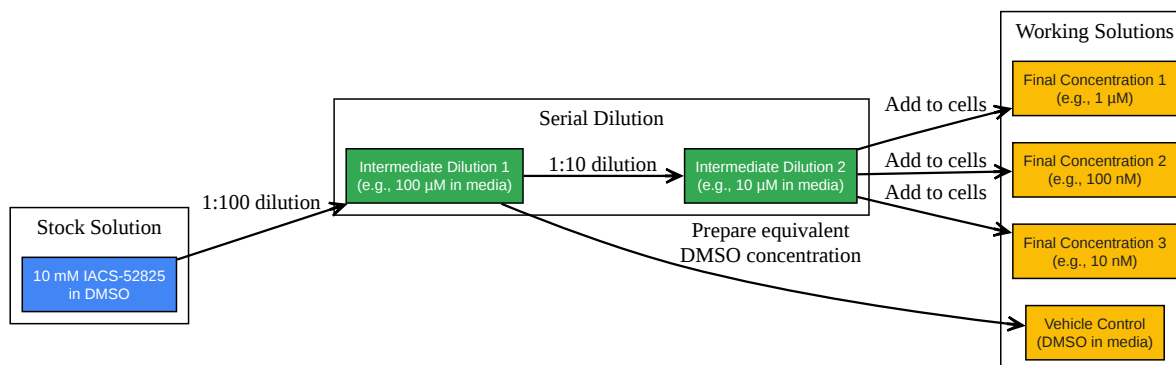 Stock Solution
10 mM IACS-52825
in DMSO
1:100 dilution
Serial Dilution
Intermediate Dilution 1
(e.g., 100 µM in media)
1:10 dilution
Intermediate Dilution 2
(e.g., 10 µM in media)
Prepare equivalent
DMSO concentration
Add to cells
Add to cells
Add to cells
Working Solutions
Final Concentration 1
(e.g., 1 µM)
Final Concentration 2
(e.g., 100 nM)
Final Concentration 3
(e.g., 10 nM)
Vehicle Control
(DMSO in media)